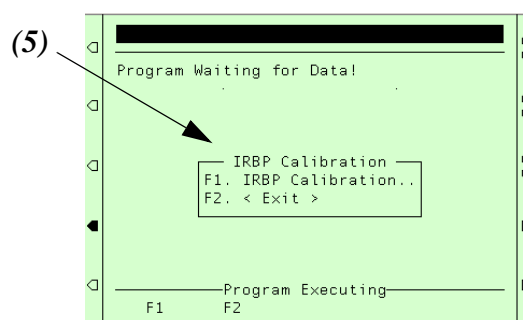 (5)
Program Waiting for Data!
IRBP Calibration
F1. IRBP Calibration..
F2. < Exit >
Program Executing
F1 F2